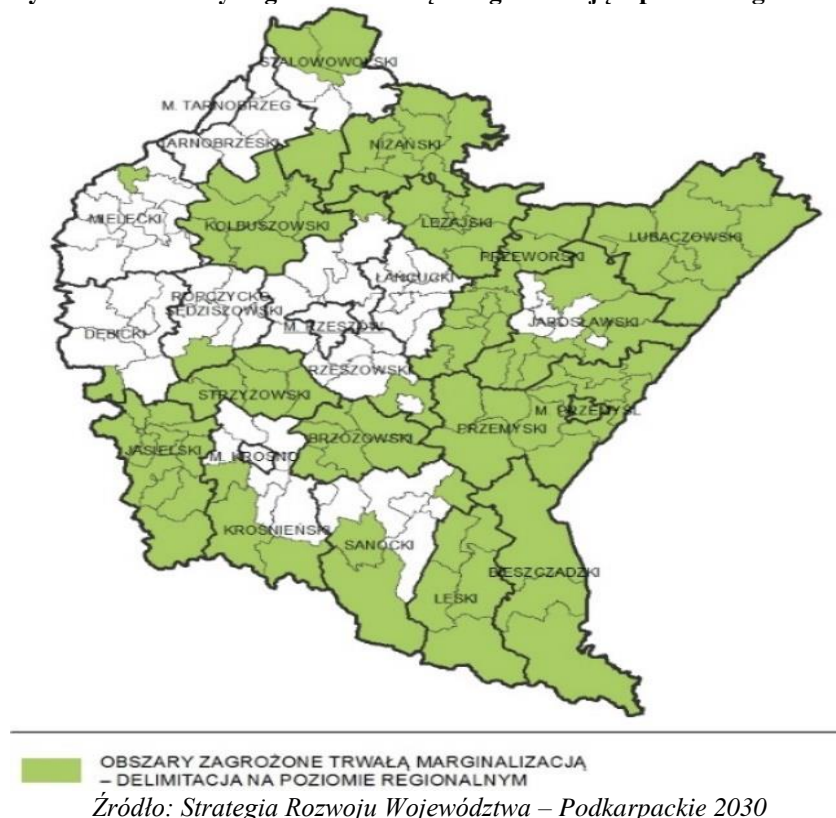 STALOWOWOLSKI
M. TARNOBRZEG
TARNOBRZESKI
NIŻAŃSKI
MIELECKI
KOLBUSZOWSKI
LEŻAJSKI
LUBACZOWSKI
PRZEWORSKI
ŁAŃCUCKI
ROPCZYCKO
SĘDZISZOWSKI
DĘBICKI
M. RZESZÓW
JAROSŁAWSKI
RZESZOWSKI
STRZYŻOWSKI
M. PRZEMYŚL
BRZOZOWSKI
PRZEMYSKI
JASIELSKI
M. KROSNO
KROŚNIEŃSKI
SANOCKI
BIESZCZADZKI
LESKI
OBSZARY ZAGROŻONE TRWAŁĄ MARGINALIZACJĄ
– DELIMITACJA NA POZIOMIE REGIONALNYM
Źródło: Strategia Rozwoju Województwa – Podkarpackie 2030